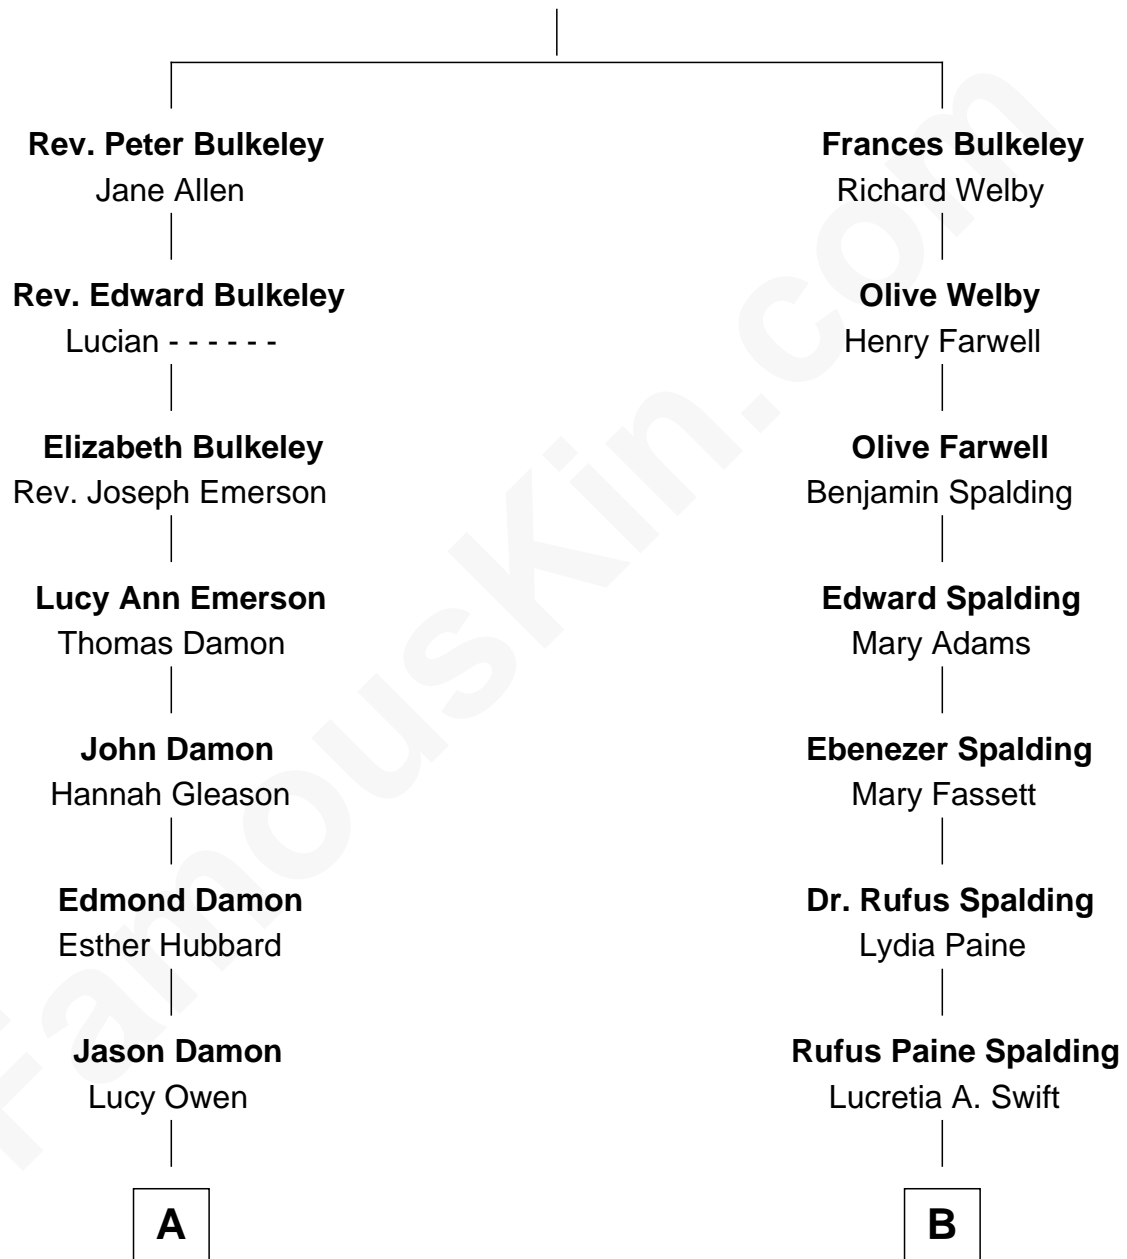 Rev. Peter Bulkeley
Jane Allen
Rev. Edward Bulkeley
Lucian - - - - - -
Elizabeth Bulkeley
Rev. Joseph Emerson
Lucy Ann Emerson
Thomas Damon
John Damon
Hannah Gleason
Edmond Damon
Esther Hubbard
Jason Damon
Lucy Owen
A
Frances Bulkeley
Richard Welby
Olive Welby
Henry Farwell
Olive Farwell
Benjamin Spalding
Edward Spalding
Mary Adams
Ebenezer Spalding
Mary Fassett
Dr. Rufus Spalding
Lydia Paine
Rufus Paine Spalding
Lucretia A. Swift
B
FamousKin.com